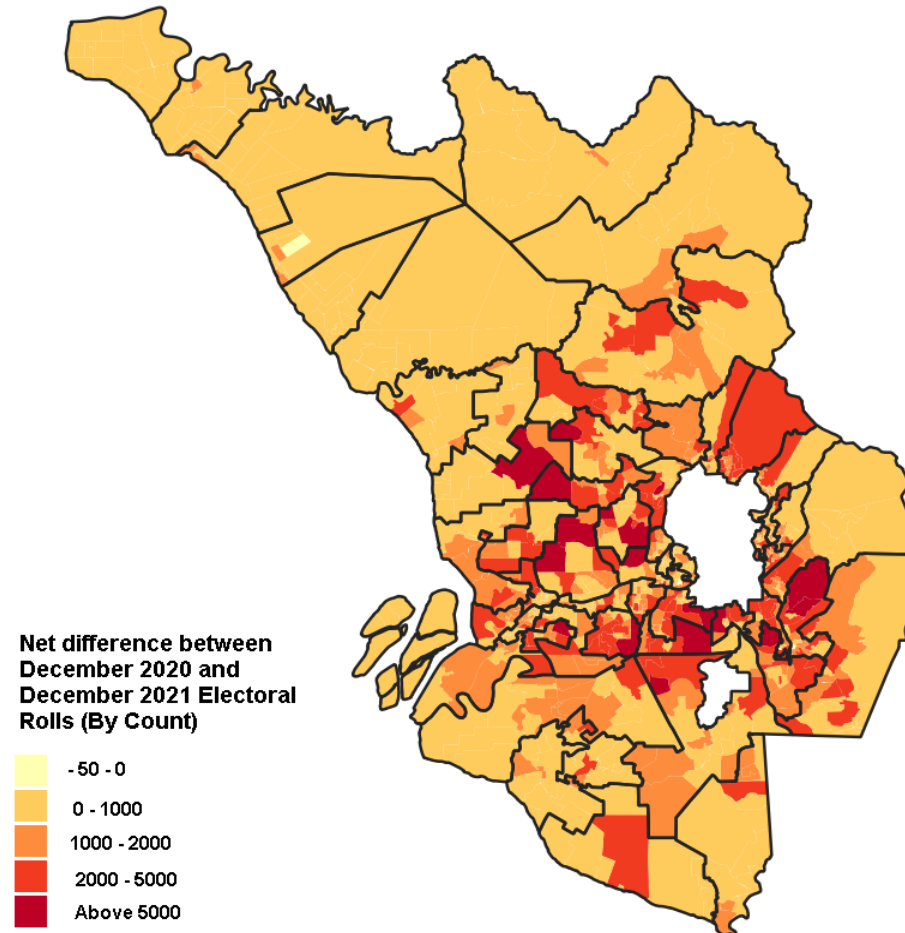 Net difference between
December 2020 and
December 2021 Electoral
Rolls (By Count)
- 50 - 0
0 - 1000
1000 - 2000
2000 - 5000
Above 5000